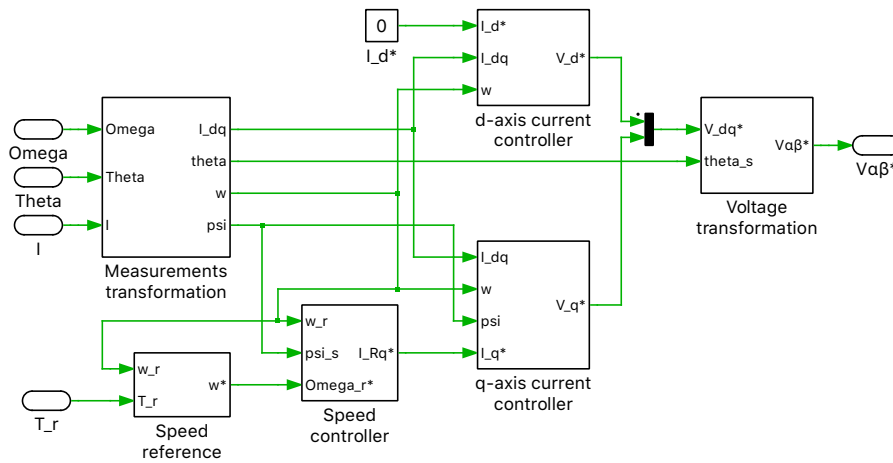 0
I_d*
I_d*
I_dq
w
V_d*
d-axis current
controller
Omega
Theta
I
Omega
Theta
I
I_dq
theta
w
psi
Measurements
transformation
V_dq*
theta_s
Vαβ*
Voltage
transformation
Vαβ*
I_dq
w
psi
I_q*
V_q*
q-axis current
controller
w_r
psi_s
Omega_r*
I_Rq*
Speed
controller
w_r
T_r
w*
Speed
reference
T_r